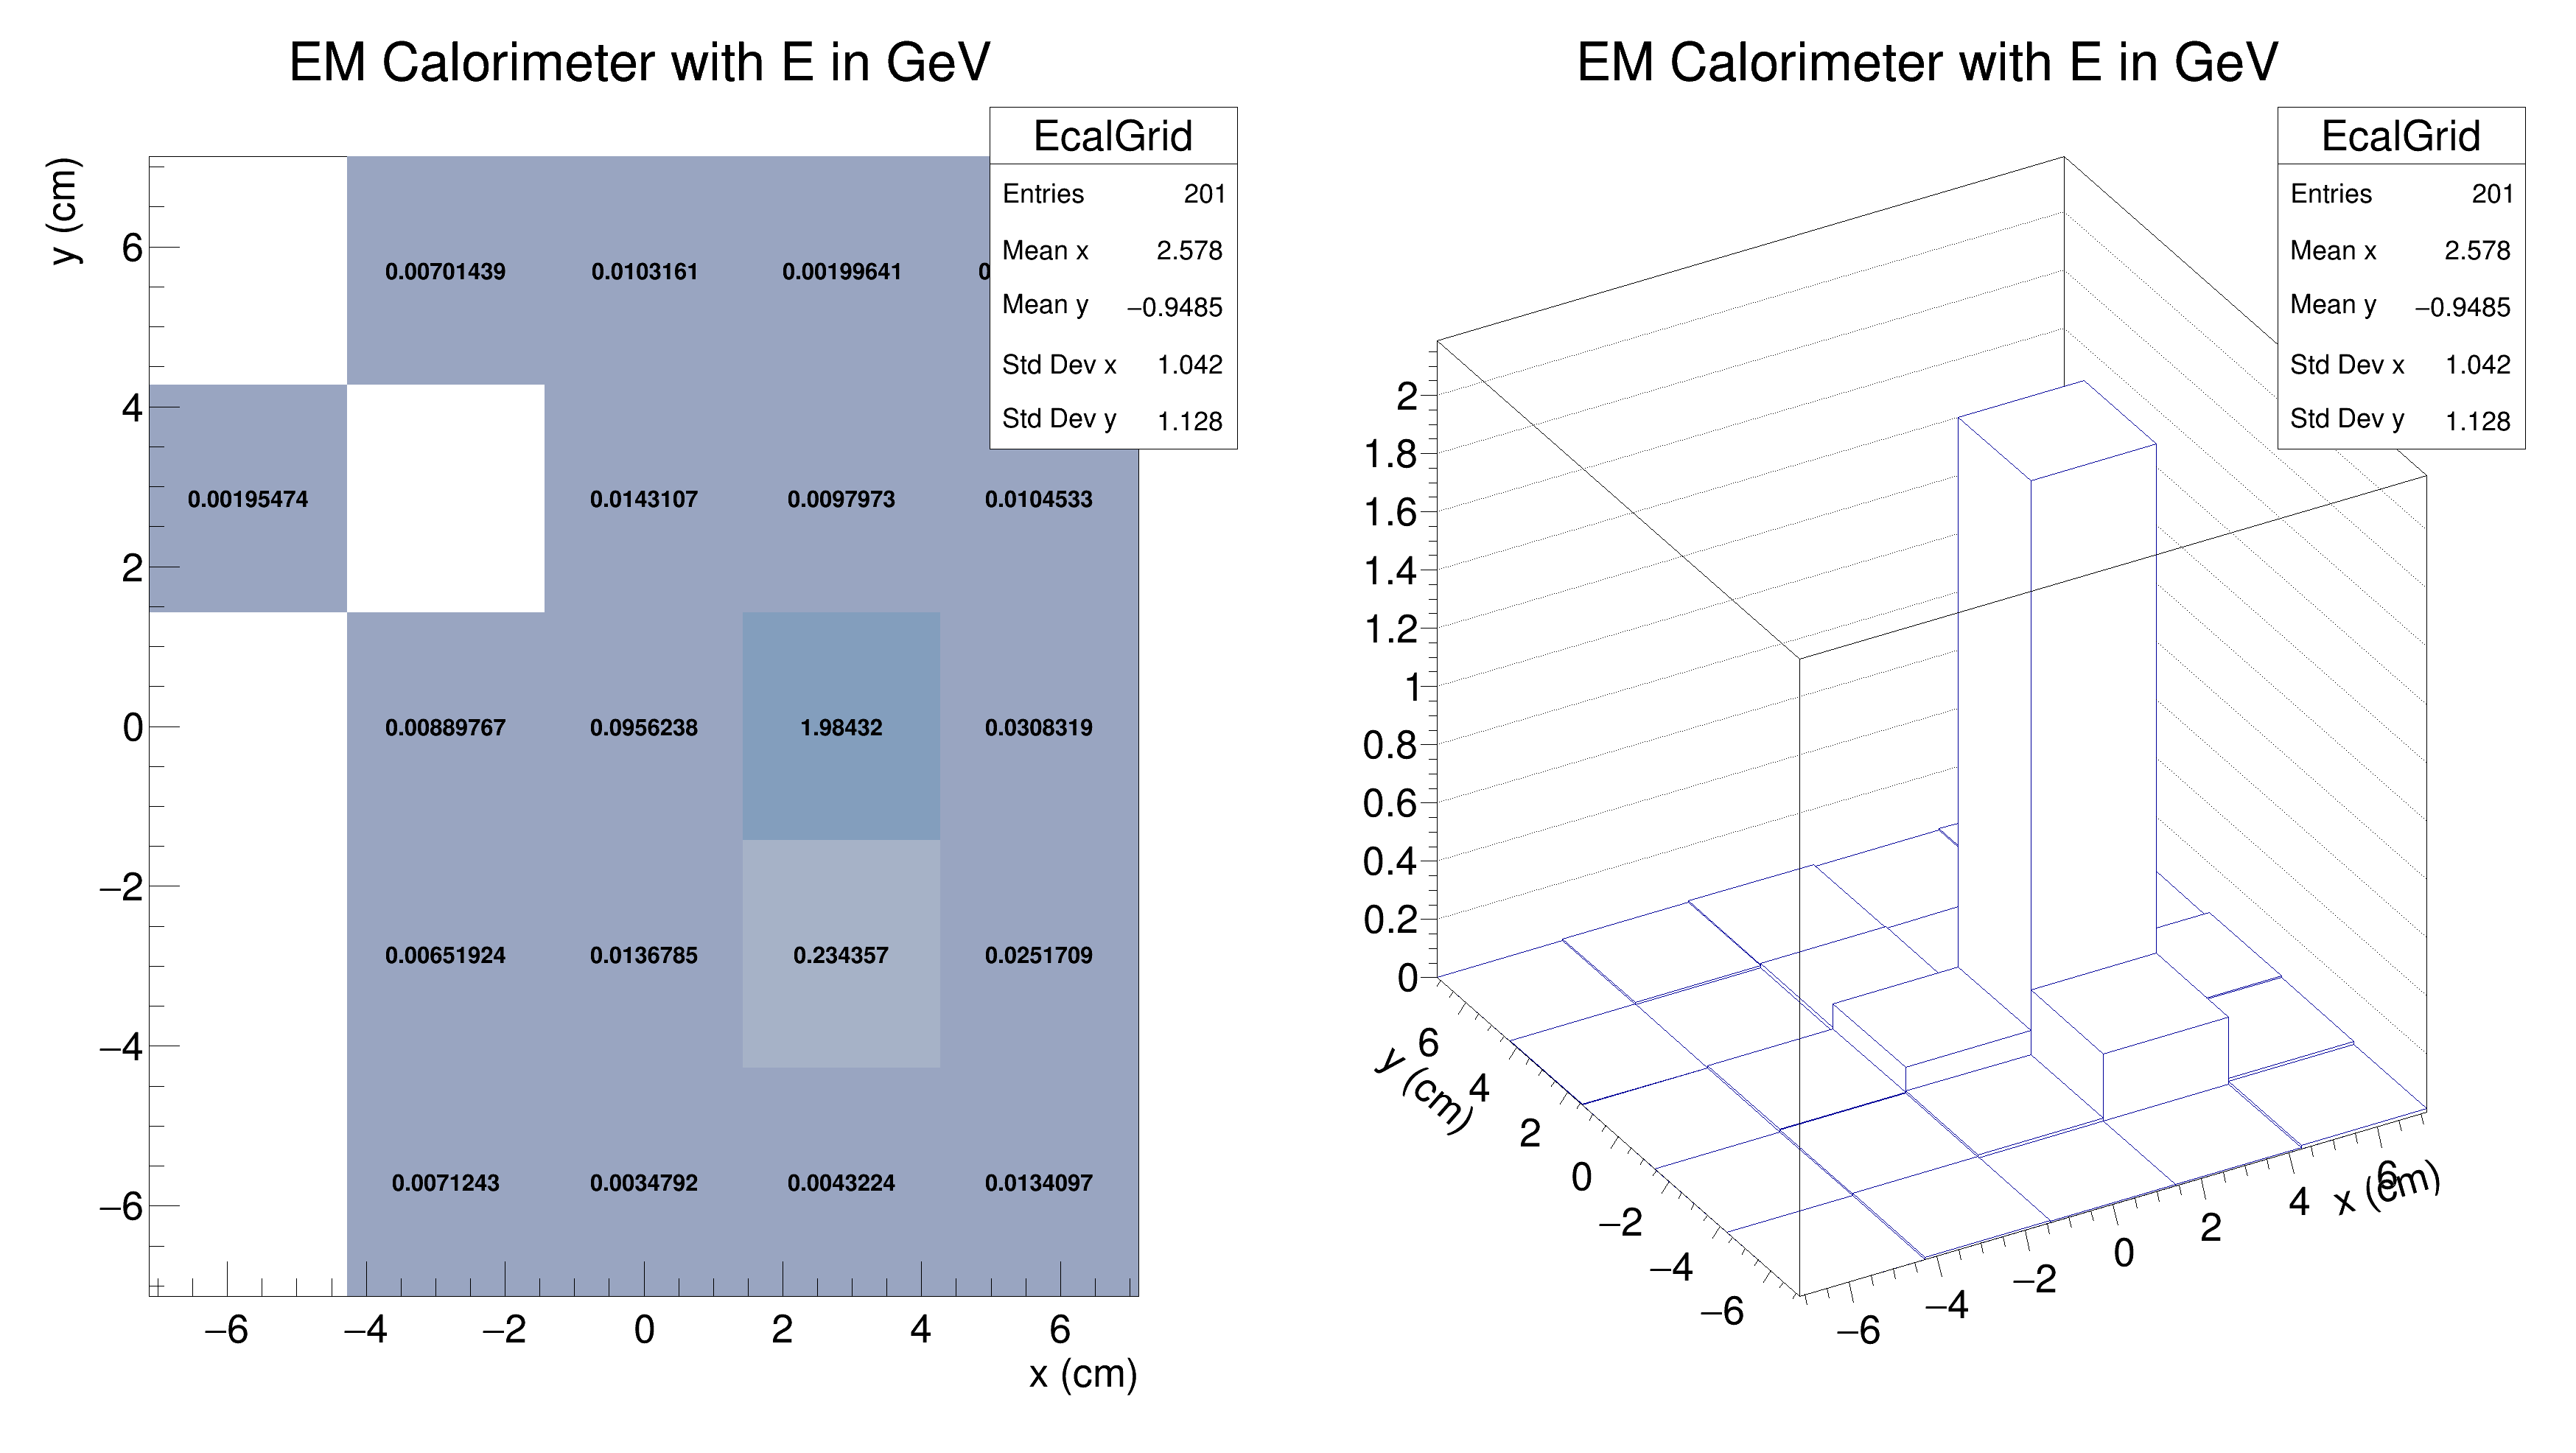 EM Calorimeter with E in GeV
EcalGrid
Entries 201
Mean x 2.578
Mean y −0.9485
Std Dev x 1.042
Std Dev y 1.128
y (cm)
6
4
2
0
−2
−4
−6
0.00701439 0.0103161 0.00199641
0.00195474 0.0143107 0.0097973 0.0104533
0.00889767 0.0956238 1.98432 0.0308319
0.00651924 0.0136785 0.234357 0.0251709
0.0071243 0.0034792 0.0043224 0.0134097
−6 −4 −2 0 2 4 6
x (cm)
EM Calorimeter with E in GeV
EcalGrid
Entries 201
Mean x 2.578
Mean y −0.9485
Std Dev x 1.042
Std Dev y 1.128
2
1.8
1.6
1.4
1.2
1
0.8
0.6
0.4
0.2
0
y (cm)
6
4
2
0
−2
−4
−6
−6 −4 −2 0 2 4 6
x (cm)